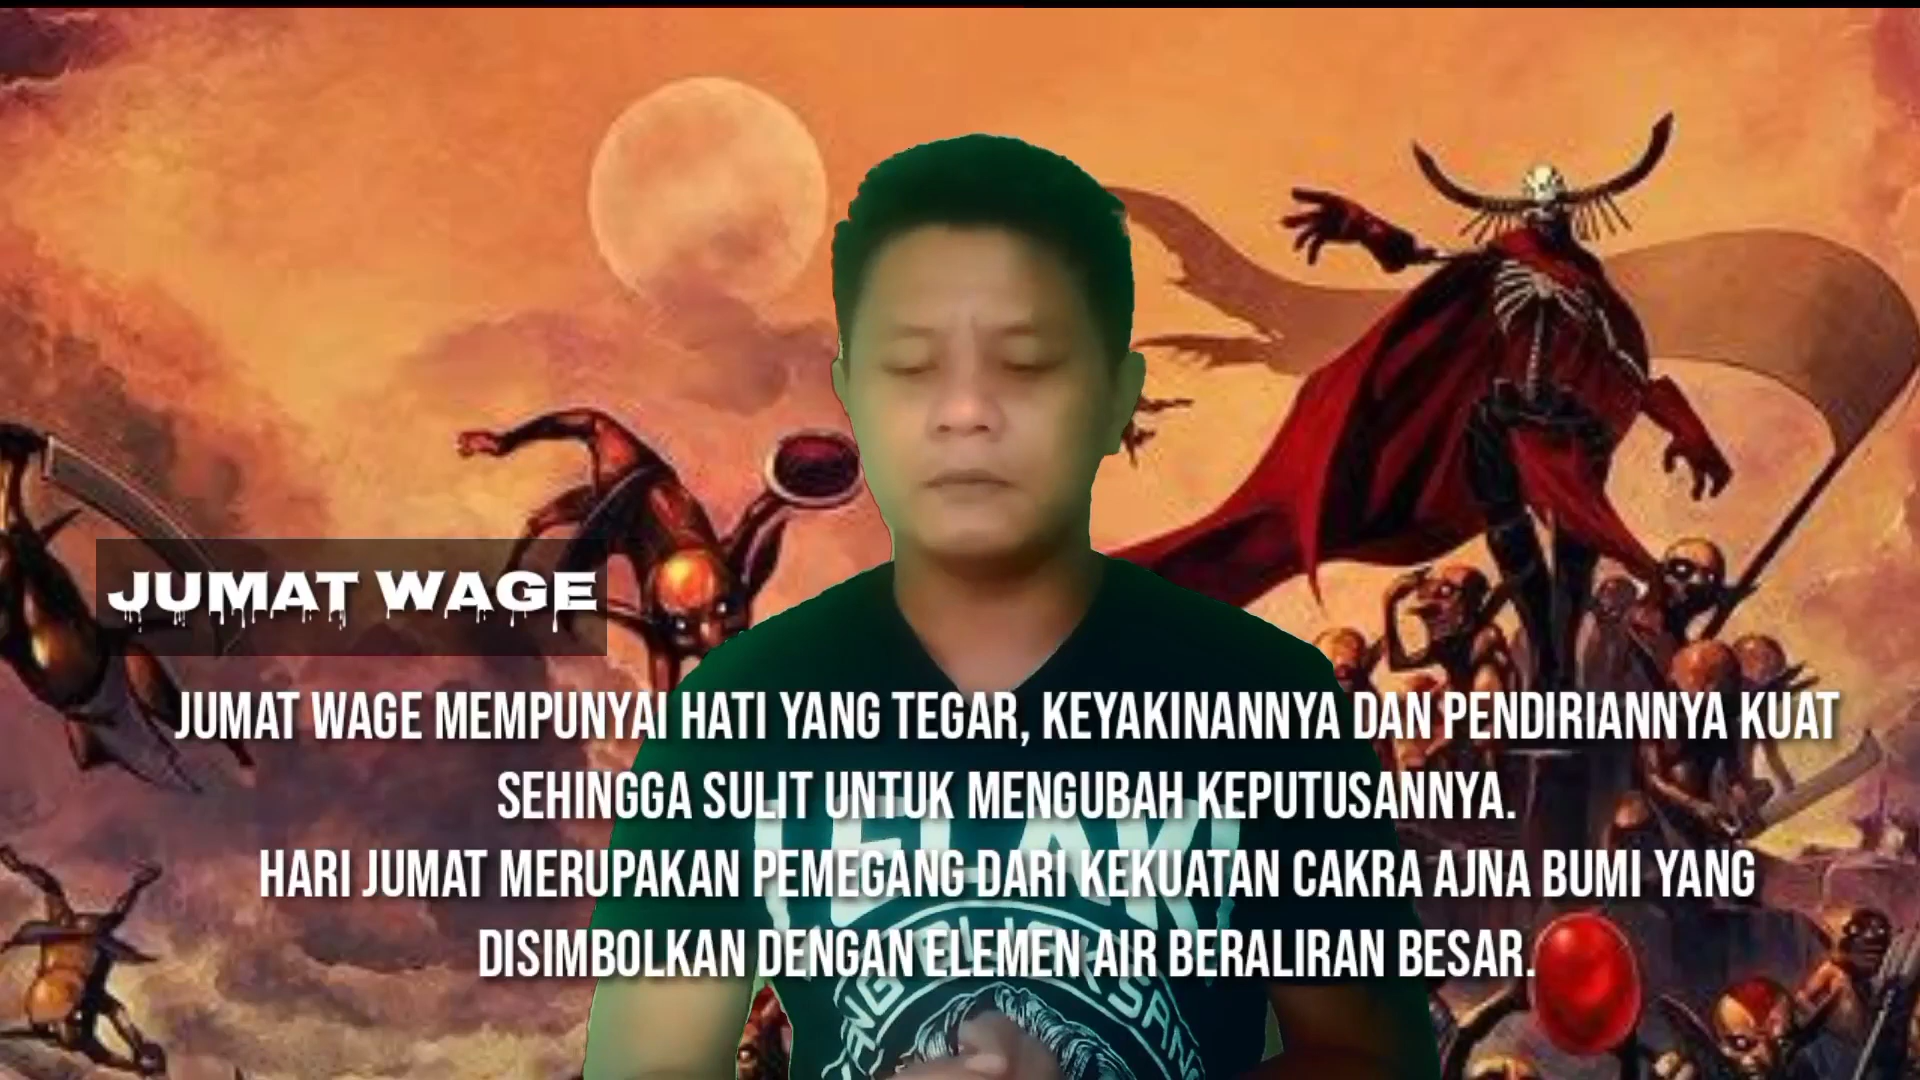 JUMAT WAGE
JUMAT WAGE MEMPUNYAI HATI YANG TEGAR, KEYAKINANNYA DAN PENDIRIANNYA KUAT
SEHINGGA SULIT UNTUK MENGUBAH KEPUTUSANNYA.
HARI JUMAT MERUPAKAN PEMEGANG DARI KEKUATAN CAKRA AJNA BUMI YANG
DISIMBOLKAN DENGAN ELEMEN AIR BERALIRAN BESAR.